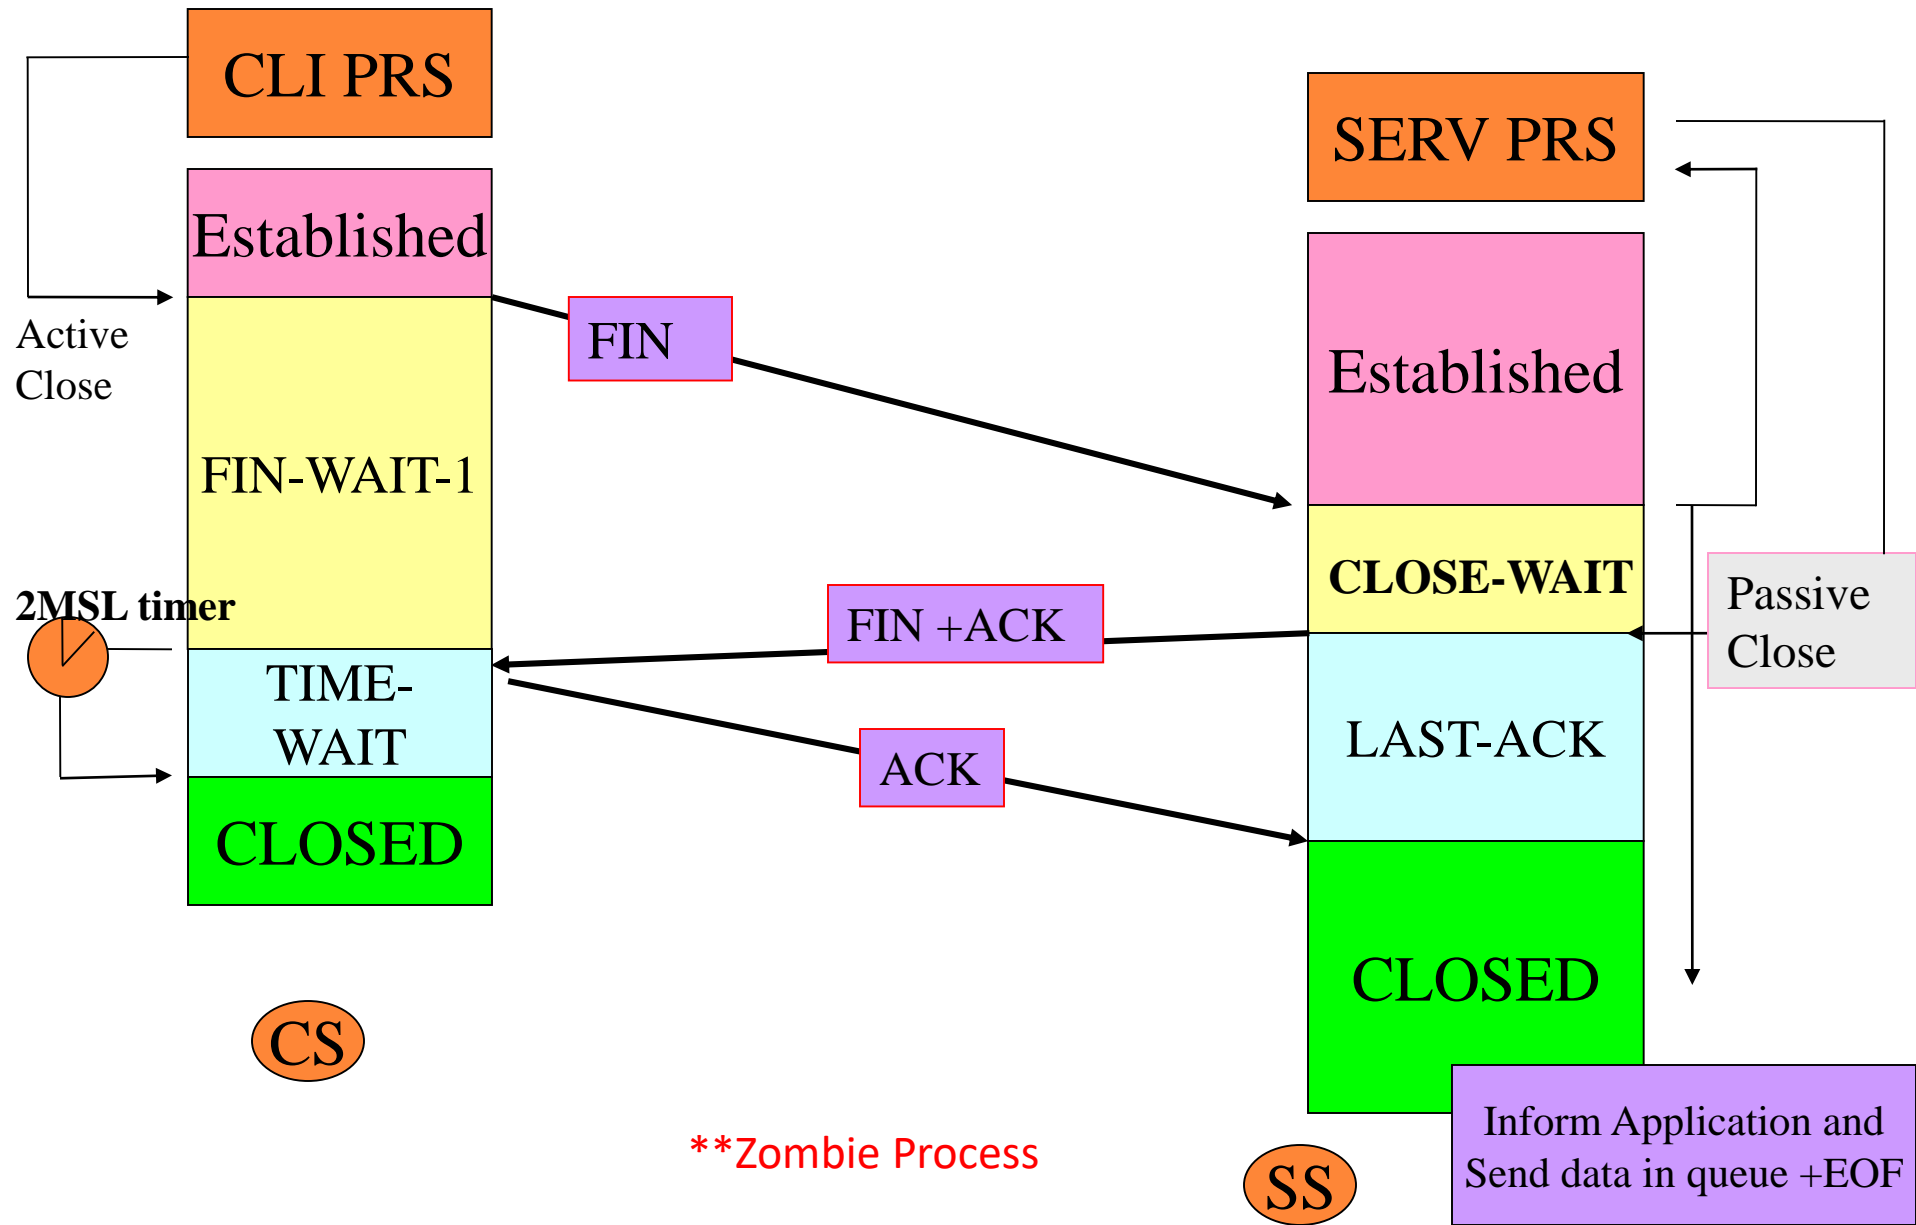 CLI PRS
SERV PRS
Established
Active
Close
FIN
Established
FIN-WAIT-1
2MSL timer
CLOSE-WAIT
Passive
Close
FIN +ACK
TIME-
WAIT
LAST-ACK
ACK
CLOSED
CLOSED
CS
**Zombie Process
SS
Inform Application and
Send data in queue +EOF